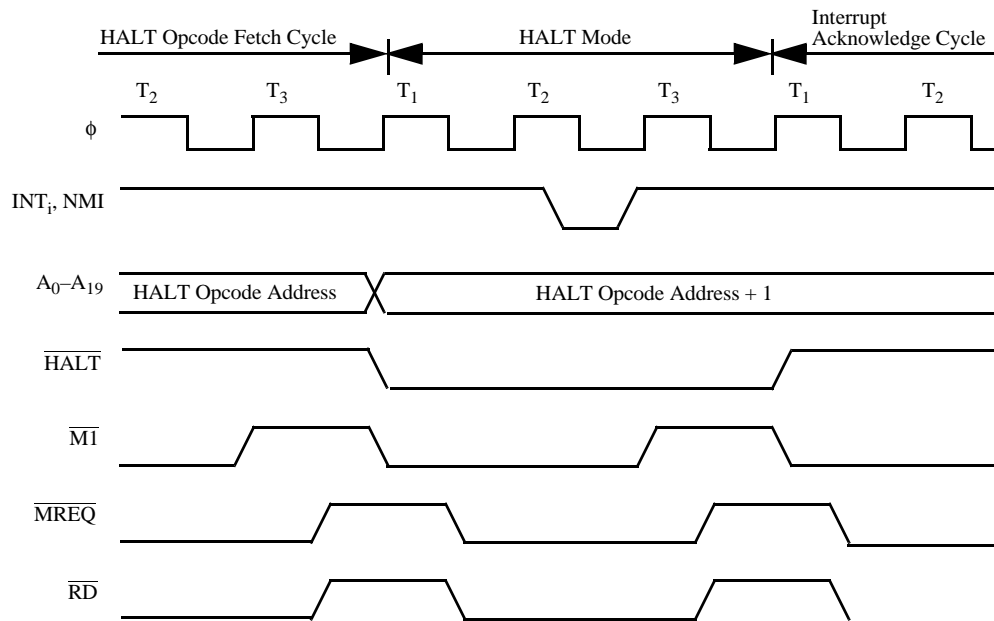 HALT Opcode Fetch Cycle
HALT Mode
Interrupt
Acknowledge Cycle
T2 T3 T1 T2 T3 T1 T2
ϕ
INTi, NMI
A0–A19
HALT Opcode Address
HALT Opcode Address + 1
HALT
M1
MREQ
RD